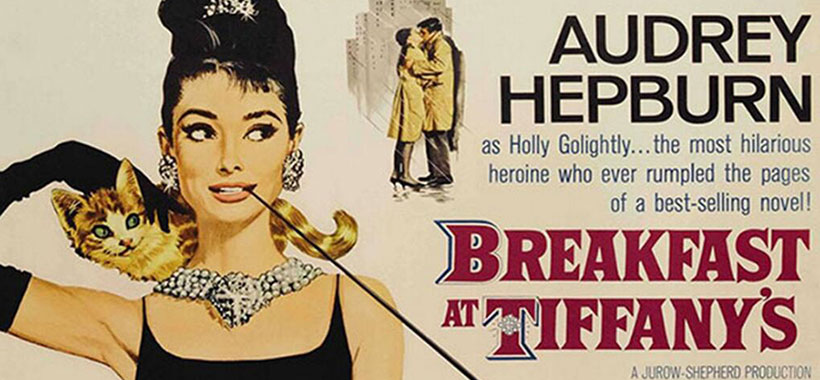 AUDREY
HEPBURN
as Holly Golightly...the most hilarious
heroine who ever rumpled the pages
of a best-selling novel!
BREAKFAST
AT TIFFANY'S
A JUROW-SHEPHERD PRODUCTION